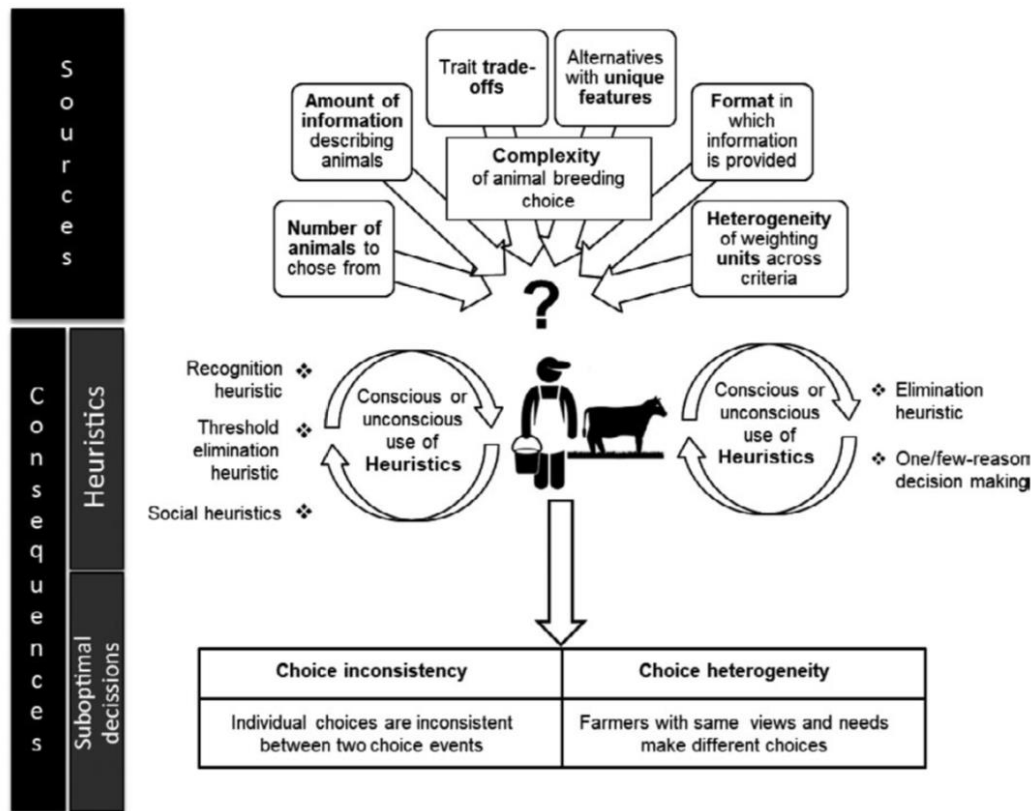 Sources
Trait trade-
offs
Alternatives
with unique
features
Amount of
information
describing
animals
Format in
which
information
is provided
Complexity
of animal breeding
choice
Number of
animals to
chose from
Heterogeneity
of weighting
units across
criteria
?
Consequences
Heuristics
Recognition
heuristic
Threshold
elimination
heuristic
Social heuristics
Conscious or
unconscious
use of
Heuristics
Conscious or
unconscious
use of
Heuristics
Elimination
heuristic
One/few-reason
decision making
Suboptimal
decissions
Choice inconsistency
Choice heterogeneity
Individual choices are inconsistent
between two choice events
Farmers with same views and needs
make different choices